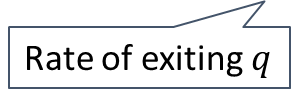 Rate of exiting q